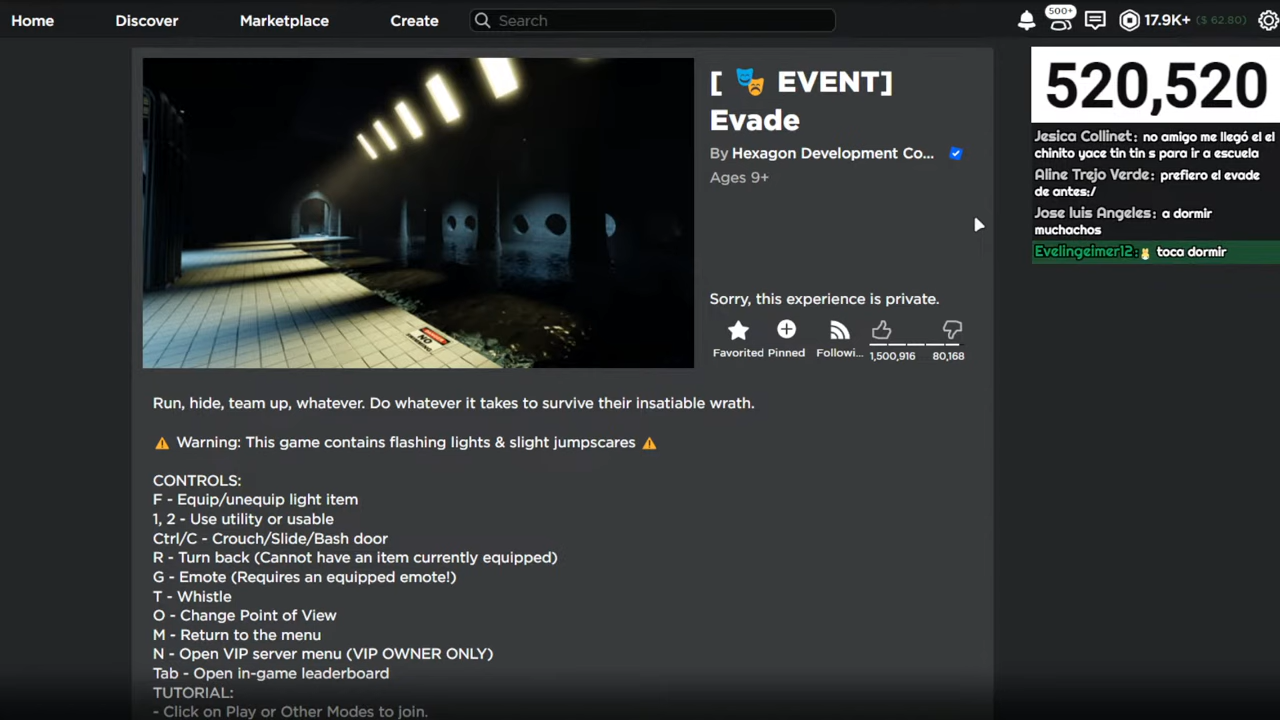 Home Discover Marketplace Create Search 500+ 17.9K+ ($ 62.80)
[ 🎭 EVENT]
Evade
By Hexagon Development Co...
Ages 9+
Sorry, this experience is private.
Favorited Pinned Followi... 1,500,916 80,168
DANGER
NO
520,520
Jesica Collinet: no amigo me llegó el el
chinito yace tin tin s para ir a escuela
Aline Trejo Verde: prefiero el evade
de antes:/
Jose luis Angeles: a dormir
muchachos
Evelingeimer12: toca dormir
Run, hide, team up, whatever. Do whatever it takes to survive their insatiable wrath.
⚠ Warning: This game contains flashing lights & slight jumpscares ⚠
CONTROLS:
F - Equip/unequip light item
1, 2 - Use utility or usable
Ctrl/C - Crouch/Slide/Bash door
R - Turn back (Cannot have an item currently equipped)
G - Emote (Requires an equipped emote!)
T - Whistle
O - Change Point of View
M - Return to the menu
N - Open VIP server menu (VIP OWNER ONLY)
Tab - Open in-game leaderboard
TUTORIAL:
- Click on Play or Other Modes to join.